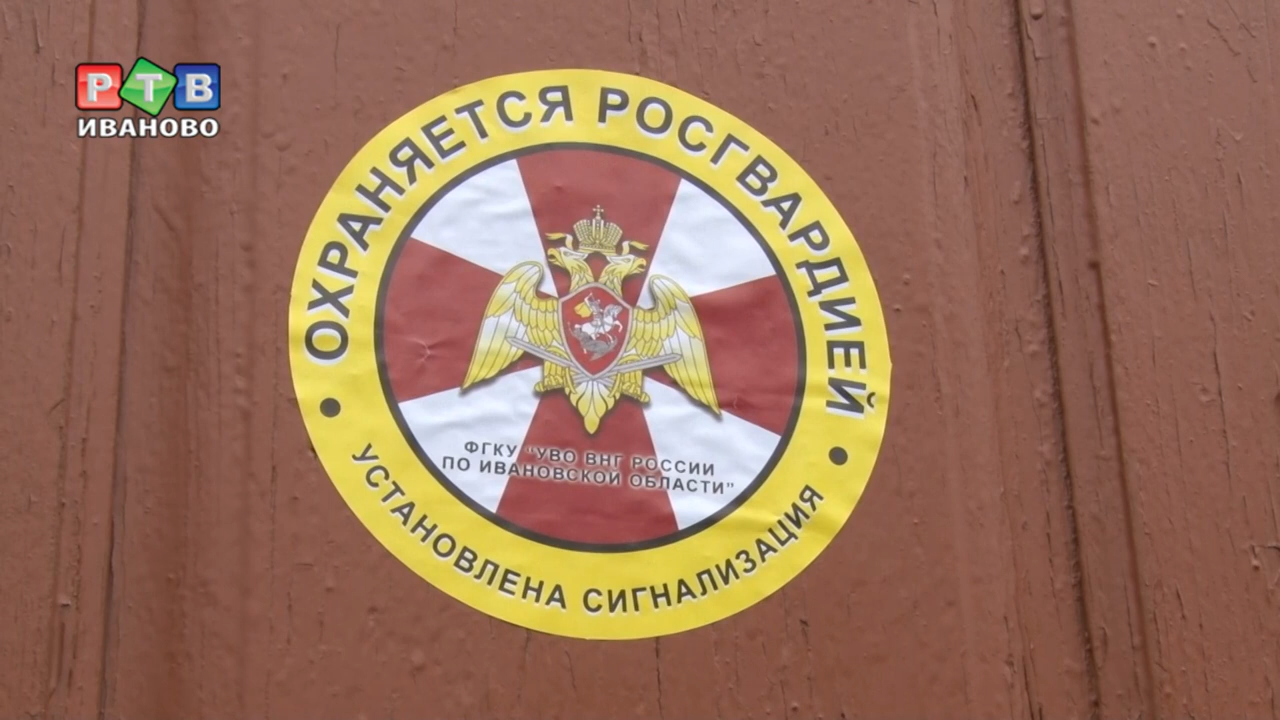 РТВ
ИВАНОВО
ОХРАНЯЕТСЯ РОСГВАРДИЕЙ
ФГКУ "УВО ВНГ РОССИИ
ПО ИВАНОВСКОЙ ОБЛАСТИ"
УСТАНОВЛЕНА СИГНАЛИЗАЦИЯ